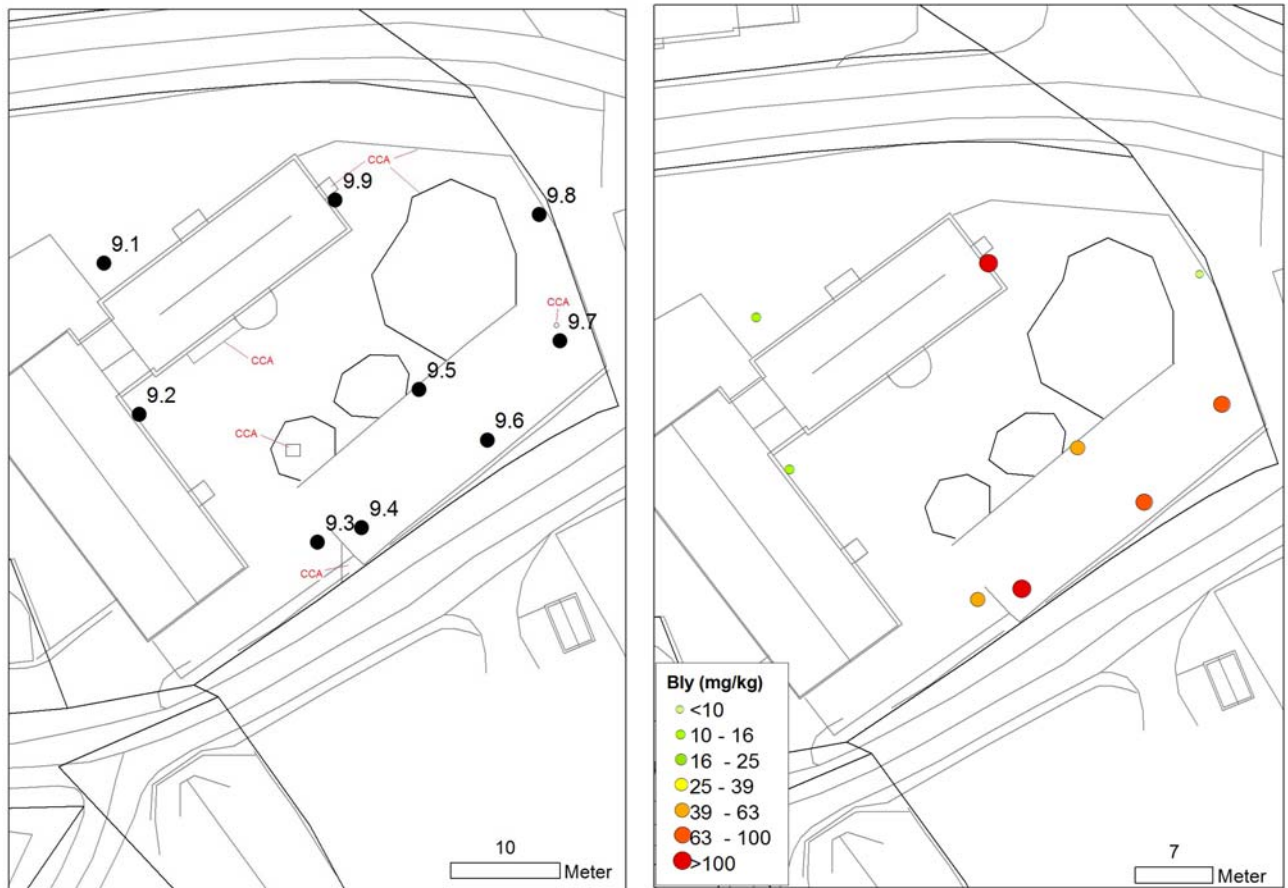 CCA
9.9
9.8
9.1
CCA
9.7
CCA
9.5
9.2
CCA
9.6
9.4
9.3
CCA
10
Meter
Bly (mg/kg)
<10
10 - 16
16 - 25
25 - 39
39 - 63
63 - 100
>100
7
Meter